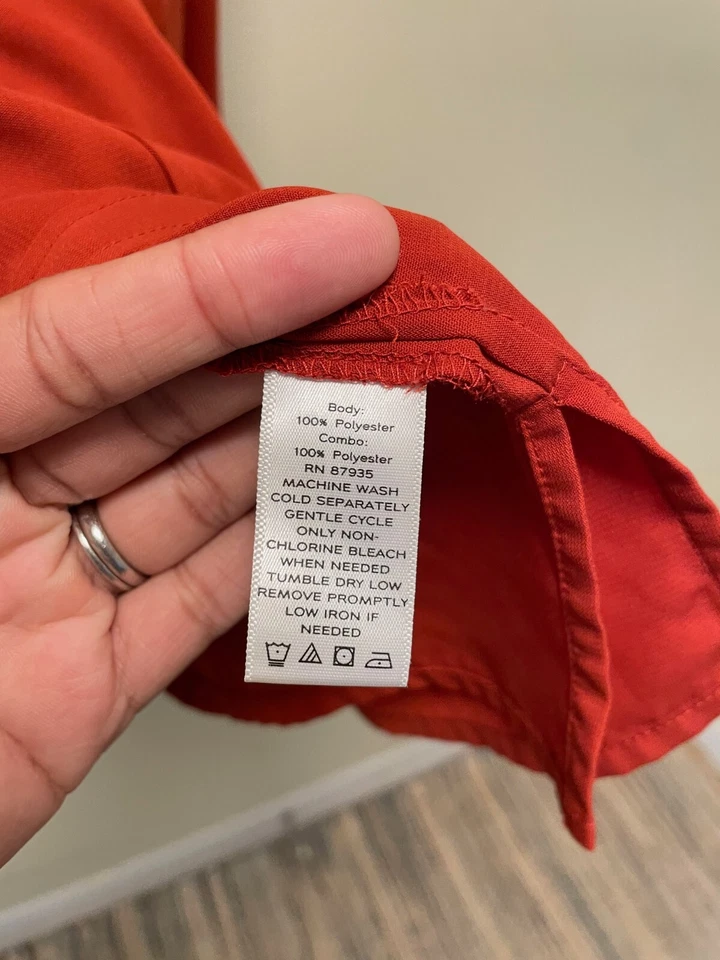 Body:
100% Polyester
Combo:
100% Polyester
RN 87935
MACHINE WASH
COLD SEPARATELY
GENTLE CYCLE
ONLY NON-
CHLORINE BLEACH
WHEN NEEDED
TUMBLE DRY LOW
REMOVE PROMPTLY
LOW IRON IF
NEEDED